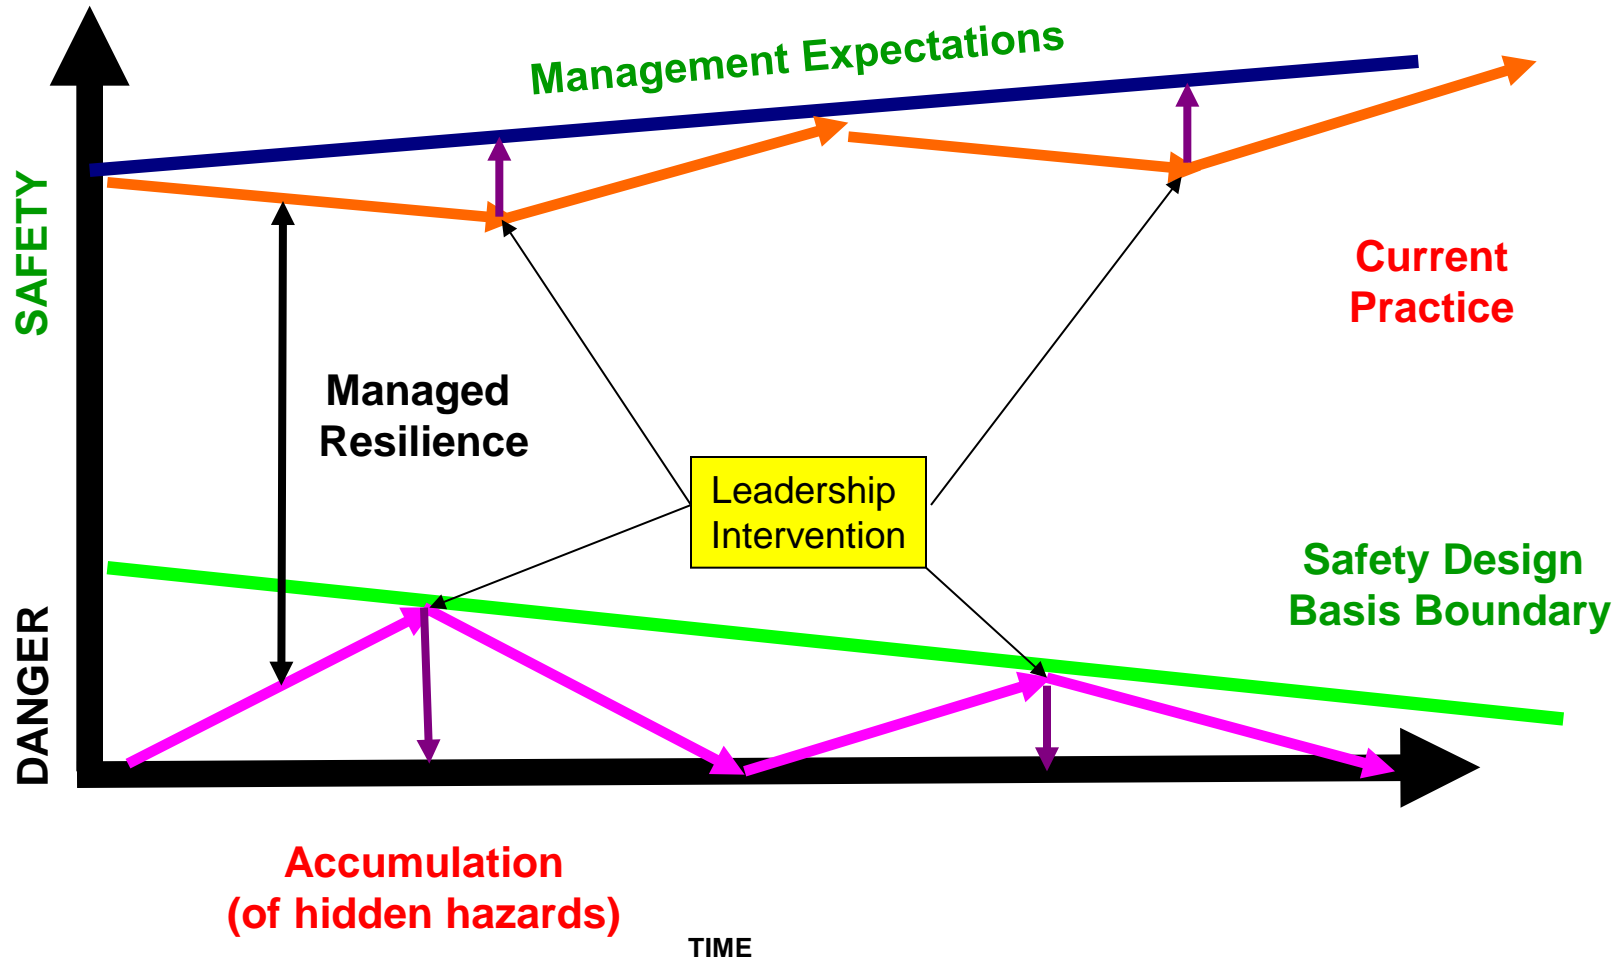 Management Expectations
SAFETY
Current
Practice
Managed
Resilience
Leadership
Intervention
Safety Design
Basis Boundary
DANGER
Accumulation
(of hidden hazards)
TIME